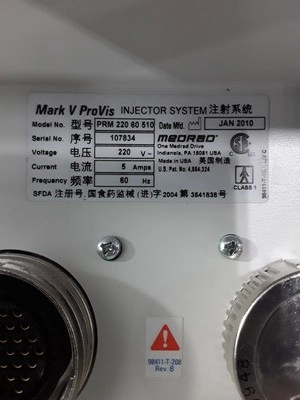 Mark V ProVis INJECTOR SYSTEM 注射系统
Model No. 型号 PRM 220 60 510 Date Mfd JAN 2010
Serial No. 序号 107834
MEDRAD
One Medrad Drive
Indianola, PA 15051 USA
Voltage 电压 220 V~
Made in USA 美国制造
Current 电流 5 Amps
U.S. Pat. No. 4,854,324
Frequency 频率 60 Hz
CLASS 1
SFDA 注册号. 国食药监械 (进) 字 2004 第 3541638 号
90411-T-208
Rev. B